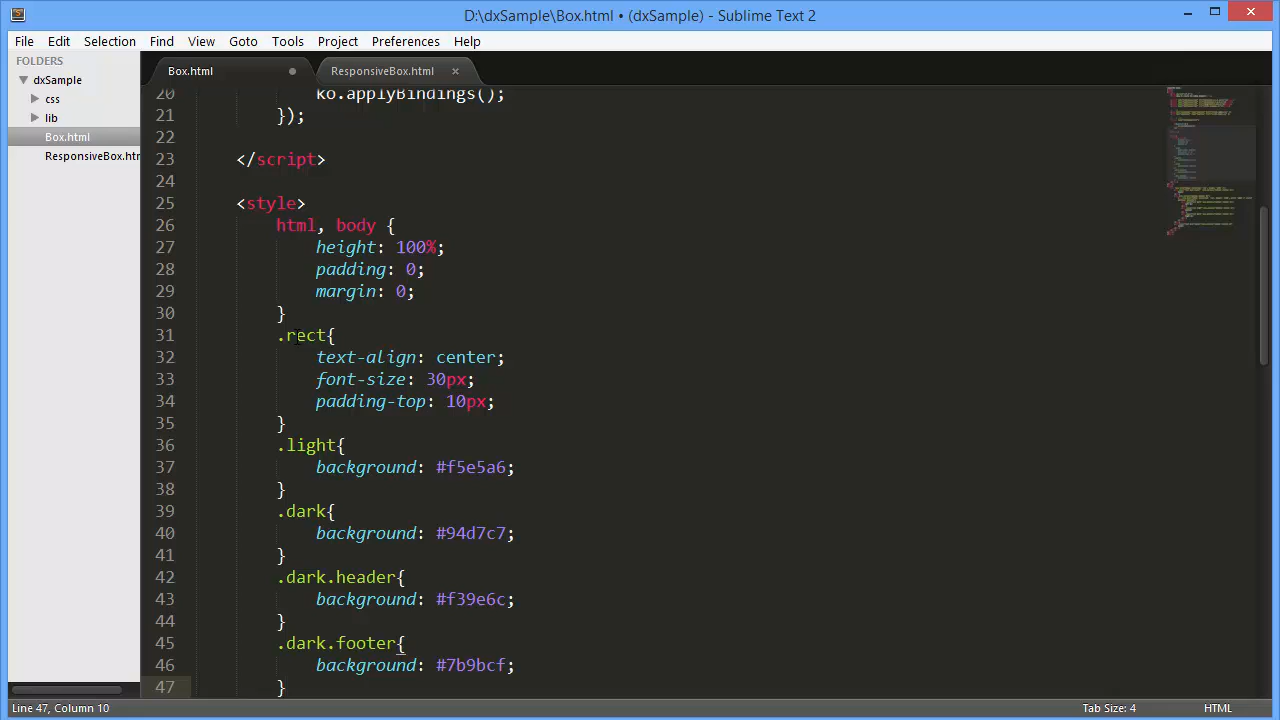 D:\dxSample\Box.html • (dxSample) - Sublime Text 2
File Edit Selection Find View Goto Tools Project Preferences Help
FOLDERS
dxSample
css
lib
Box.html
ResponsiveBox.htm
Box.html
ResponsiveBox.html
20 ko.applyBindings();
21 });
22
23 </script>
24
25 <style>
26 html, body {
27 height: 100%;
28 padding: 0;
29 margin: 0;
30 }
31 .rect{
32 text-align: center;
33 font-size: 30px;
34 padding-top: 10px;
35 }
36 .light{
37 background: #f5e5a6;
38 }
39 .dark{
40 background: #94d7c7;
41 }
42 .dark.header{
43 background: #f39e6c;
44 }
45 .dark.footer{
46 background: #7b9bcf;
47 }
Line 47, Column 10
Tab Size: 4
HTML